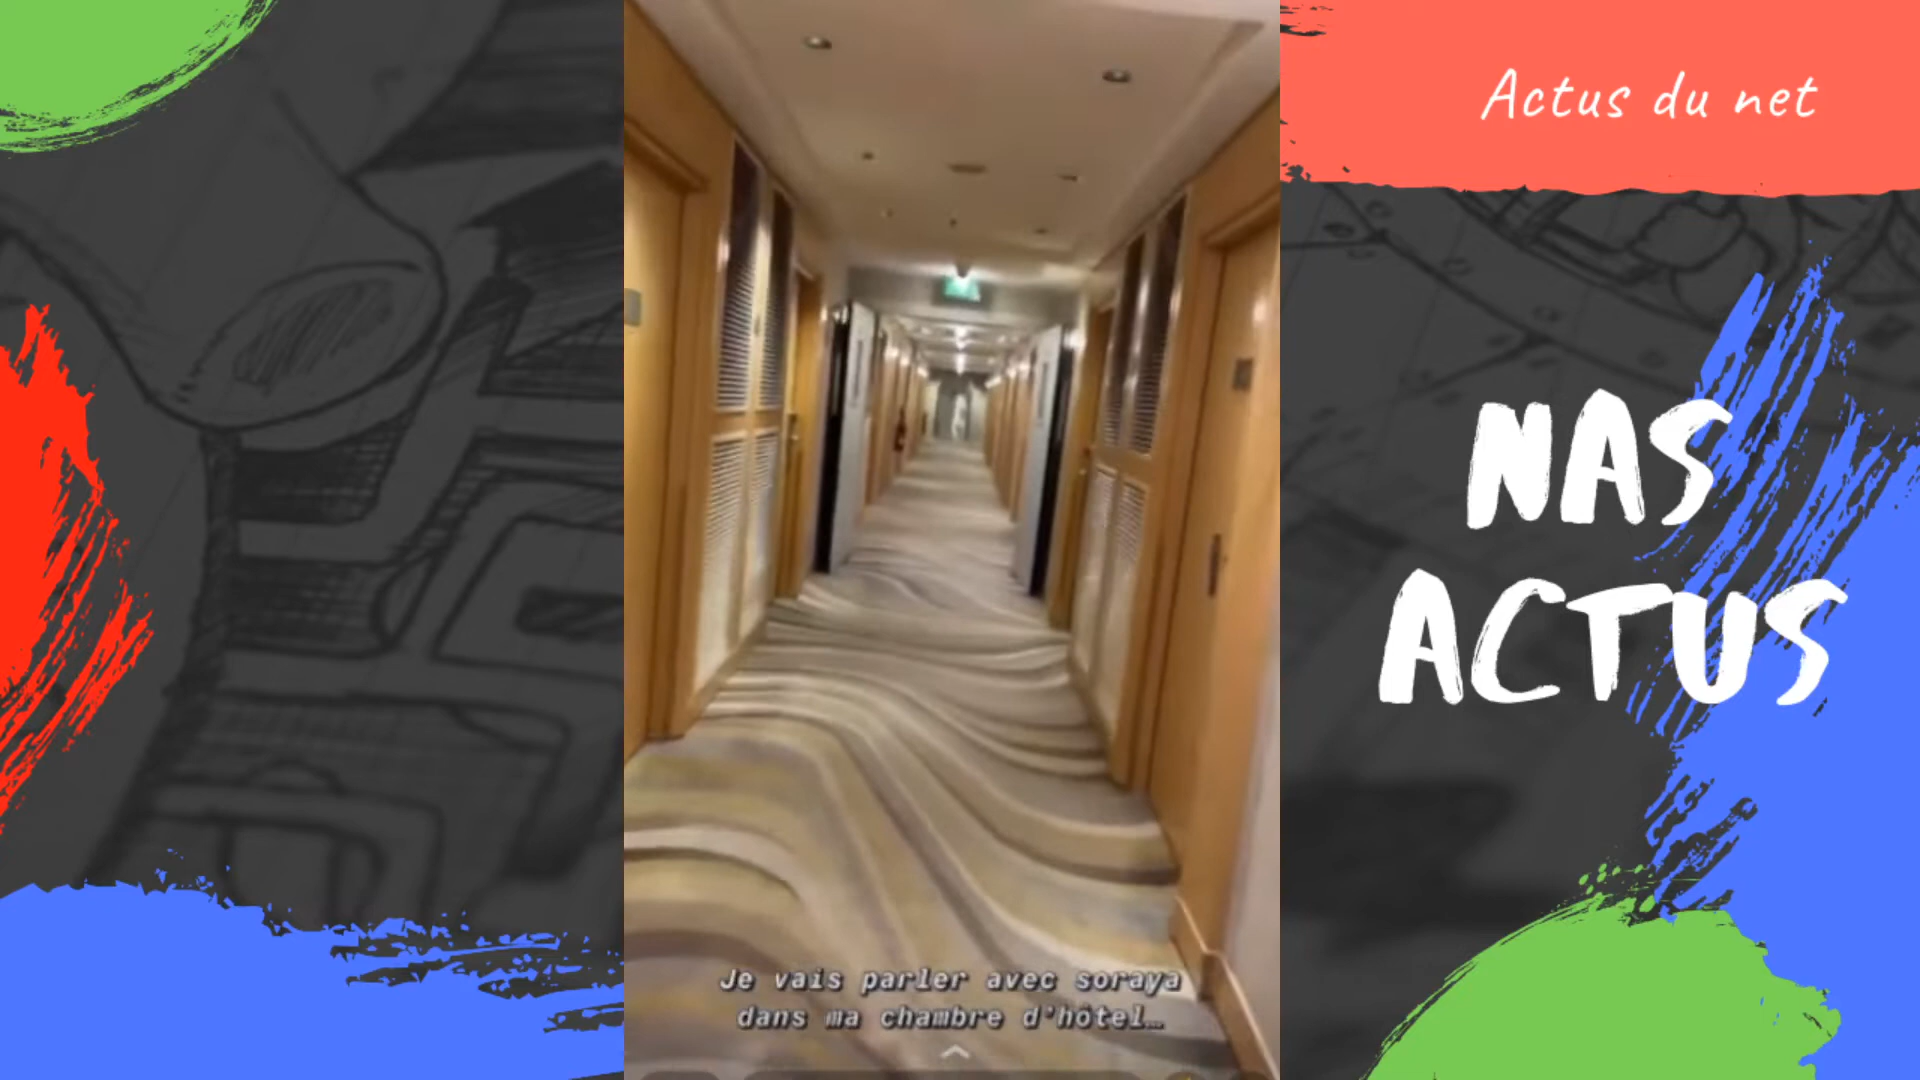 Actus du net
NAS
ACTUS
Je vais parler avec soraya
dans ma chambre d'hôtel…